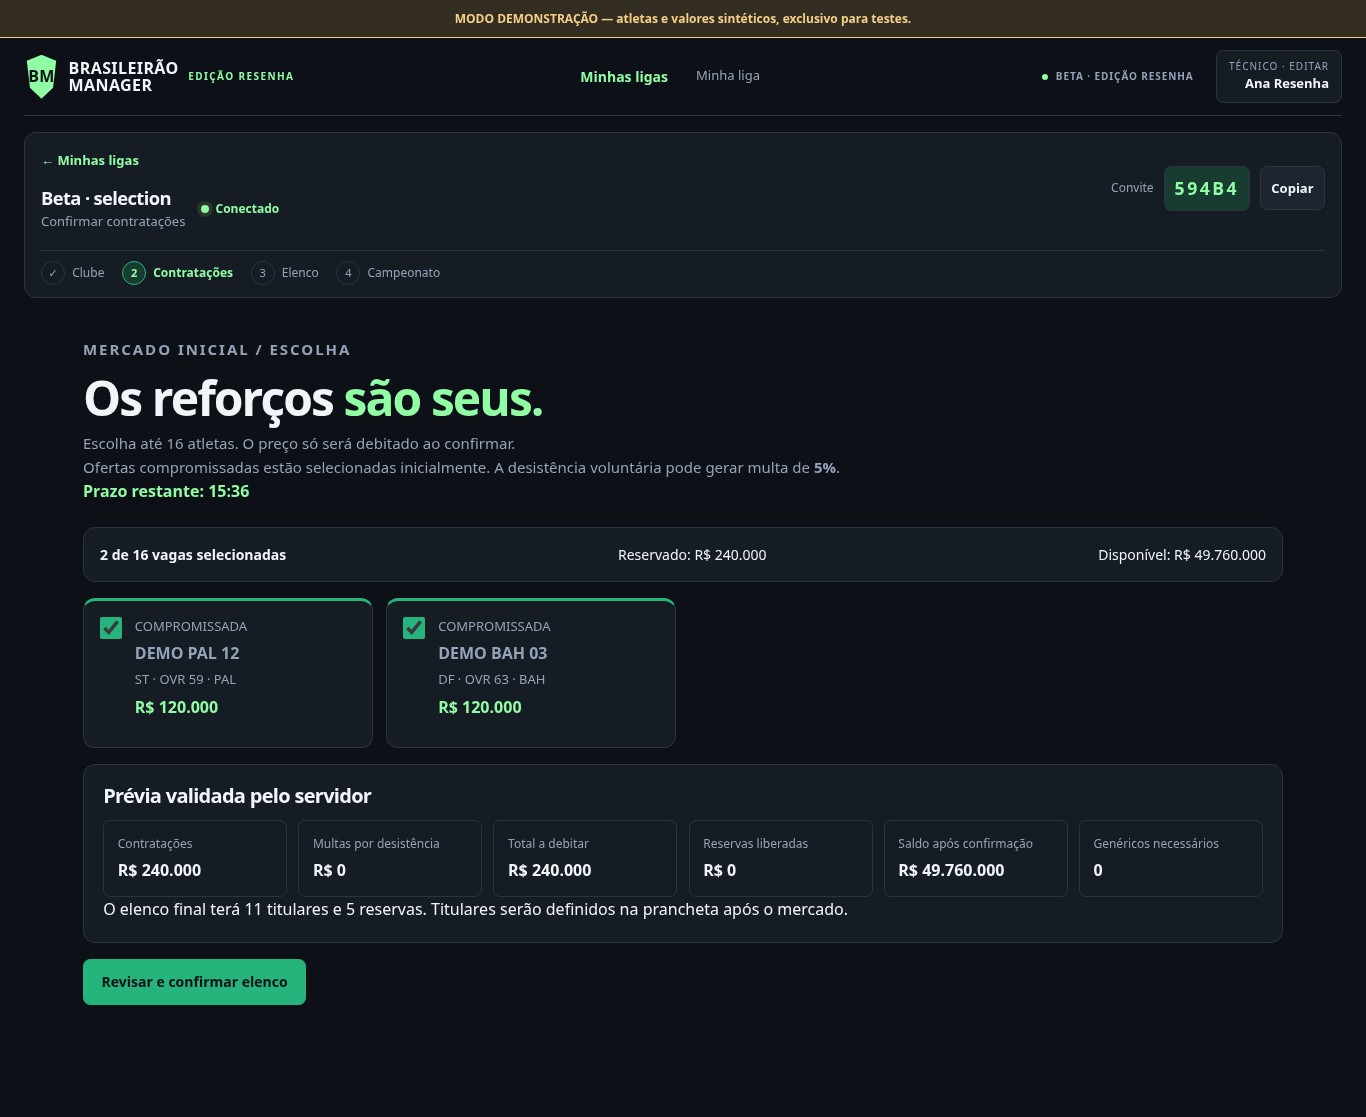 MODO DEMONSTRAÇÃO — atletas e valores sintéticos, exclusivo para testes.
BM
BRASILEIRÃO
MANAGER
EDIÇÃO RESENHA
Minhas ligas
Minha liga
BETA · EDIÇÃO RESENHA
TÉCNICO · EDITAR
Ana Resenha
← Minhas ligas
Beta · selection
Confirmar contratações
Conectado
Convite
594B4
Copiar
✓ Clube
2 Contratações
3 Elenco
4 Campeonato
MERCADO INICIAL / ESCOLHA
Os reforços são seus.
Escolha até 16 atletas. O preço só será debitado ao confirmar.
Ofertas compromissadas estão selecionadas inicialmente. A desistência voluntária pode gerar multa de 5%.
Prazo restante: 15:36
2 de 16 vagas selecionadas
Reservado: R$ 240.000
Disponível: R$ 49.760.000
COMPROMISSADA
DEMO PAL 12
ST · OVR 59 · PAL
R$ 120.000
COMPROMISSADA
DEMO BAH 03
DF · OVR 63 · BAH
R$ 120.000
Prévia validada pelo servidor
Contratações
R$ 240.000
Multas por desistência
R$ 0
Total a debitar
R$ 240.000
Reservas liberadas
R$ 0
Saldo após confirmação
R$ 49.760.000
Genéricos necessários
0
O elenco final terá 11 titulares e 5 reservas. Titulares serão definidos na prancheta após o mercado.
Revisar e confirmar elenco